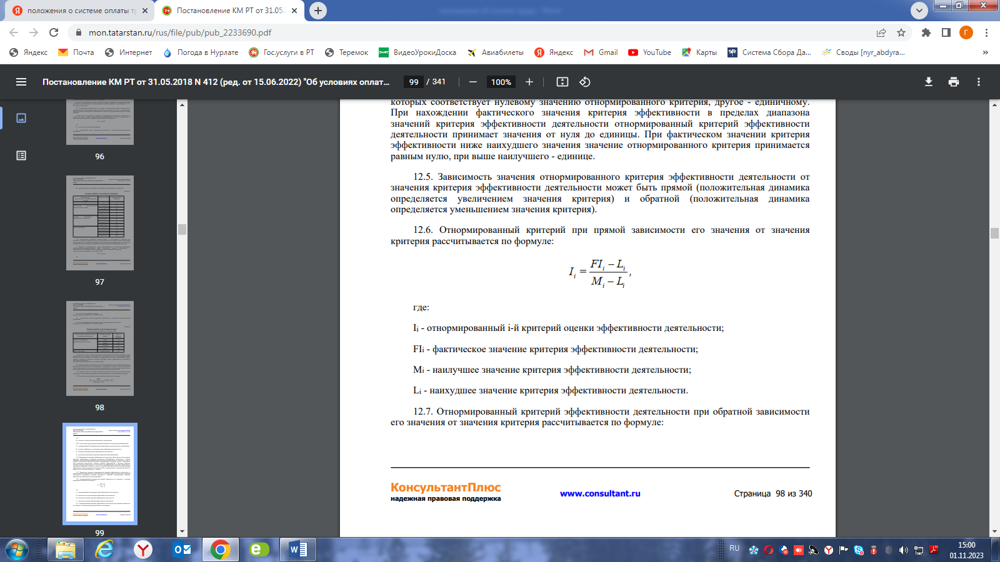 положения о системе оплаты тр
Постановление КМ РТ от 31.05.2
mon.tatarstan.ru/rus/file/pub/pub_2233690.pdf
Г
Яндекс Почта Интернет Погода в Нурлате Гос.услуги в РТ Теремок ВидеоУрокиДоска Авиабилеты Яндекс Gmail YouTube Карты Система Сбора Да... Своды [nyr_abdyra... »
Постановление КМ РТ от 31.05.2018 N 412 (ред. от 15.06.2022) "Об условиях оплат... 99 / 341 — 100% +
96
97
98
99
которых соответствует нулевому значению отнормированного критерия, другое - единичному.
При нахождении фактического значения критерия эффективности в пределах диапазона
значений критерия эффективности деятельности отнормированный критерий эффективности
деятельности принимает значения от нуля до единицы. При фактическом значении критерия
эффективности ниже наихудшего значения значение отнормированного критерия принимается
равным нулю, при выше наилучшего - единице.
12.5. Зависимость значения отнормированного критерия эффективности деятельности от
значения критерия эффективности деятельности может быть прямой (положительная динамика
определяется увеличением значения критерия) и обратной (положительная динамика
определяется уменьшением значения критерия).
12.6. Отнормированный критерий при прямой зависимости его значения от значения
критерия рассчитывается по формуле:
I i = FI i − L i
M i − L i ,
где:
Ii - отнормированный i-й критерий оценки эффективности деятельности;
FIi - фактическое значение критерия эффективности деятельности;
Mi - наилучшее значение критерия эффективности деятельности;
Li - наихудшее значение критерия эффективности деятельности.
12.7. Отнормированный критерий эффективности деятельности при обратной зависимости
его значения от значения критерия рассчитывается по формуле:
КонсультантПлюс
надежная правовая поддержка
www.consultant.ru
Страница 98 из 340
RU
15:00
01.11.2023